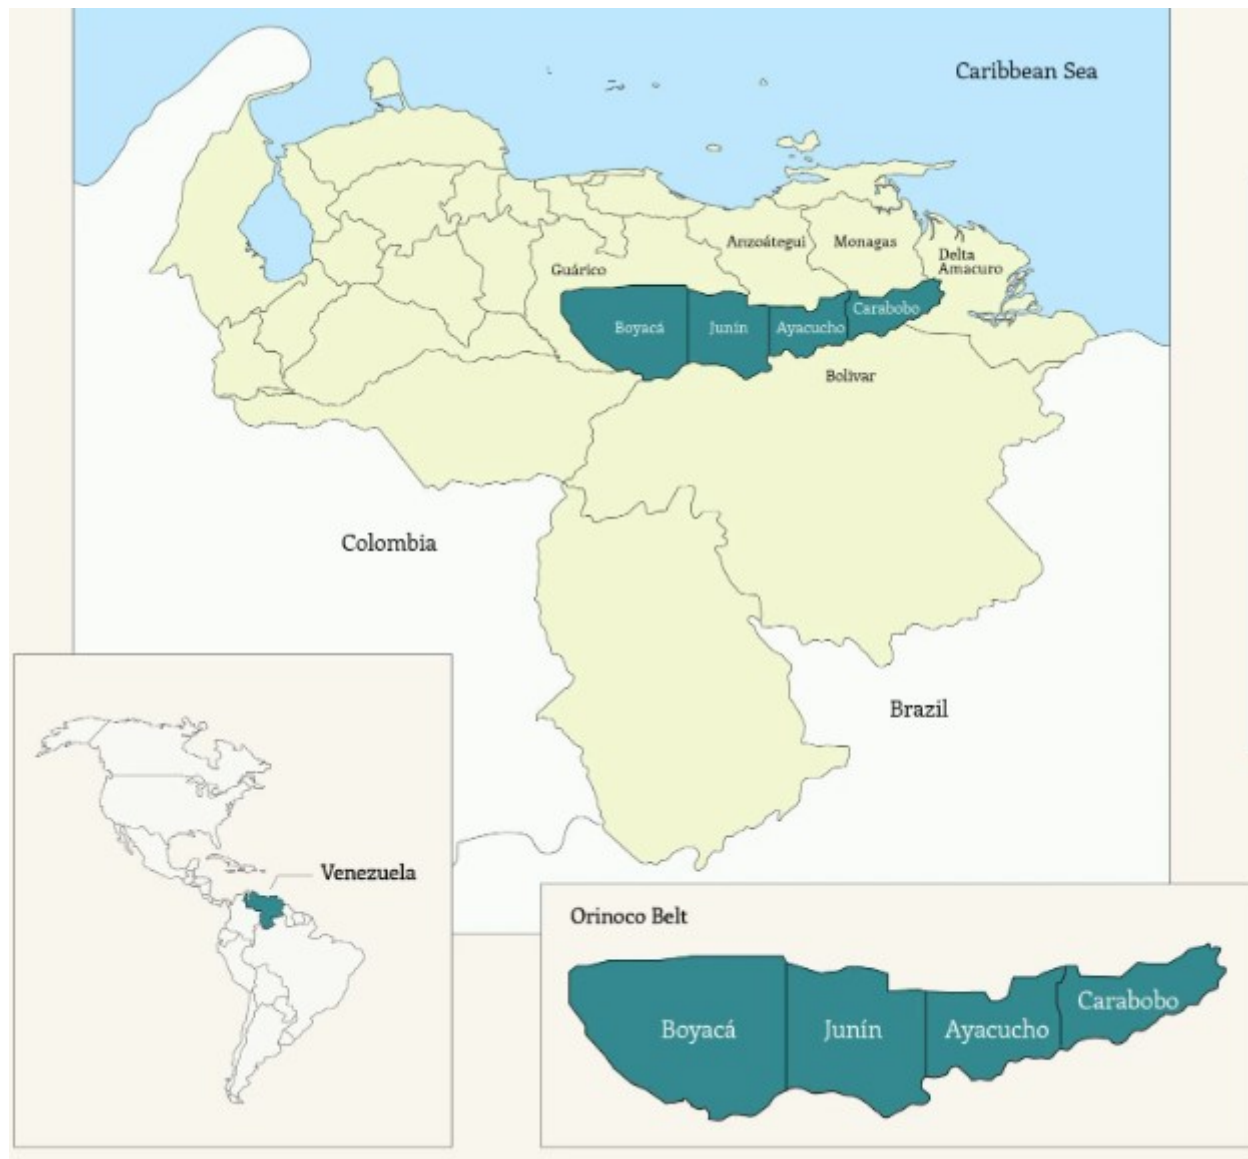 Caribbean Sea
Anzoátegui
Monagas
Delta
Amacuro
Guárico
Boyacá
Junín
Ayacucho
Carabobo
Bolívar
Colombia
Brazil
Venezuela
Orinoco Belt
Boyacá
Junín
Ayacucho
Carabobo